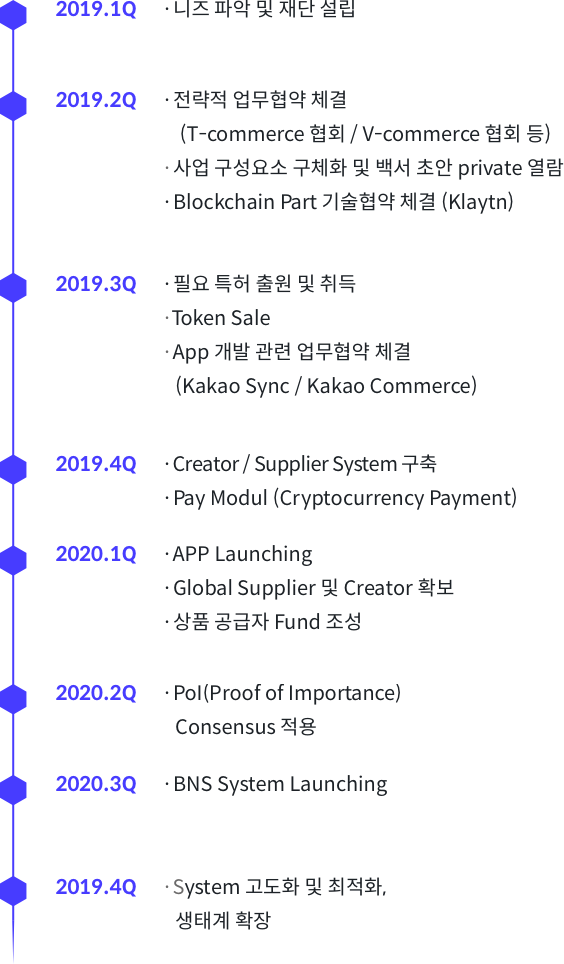 2019.1Q · 니즈 파악 및 재단 설립
2019.2Q · 전략적 업무협약 체결
(T-commerce 협회 / V-commerce 협회 등)
· 사업 구성요소 구체화 및 백서 초안 private 열람
· Blockchain Part 기술협약 체결 (Klaytn)
2019.3Q · 필요 특허 출원 및 취득
· Token Sale
· App 개발 관련 업무협약 체결
(Kakao Sync / Kakao Commerce)
2019.4Q · Creator / Supplier System 구축
· Pay Modul (Cryptocurrency Payment)
2020.1Q · APP Launching
· Global Supplier 및 Creator 확보
· 상품 공급자 Fund 조성
2020.2Q · PoI(Proof of Importance)
Consensus 적용
2020.3Q · BNS System Launching
2019.4Q · System 고도화 및 최적화,
생태계 확장